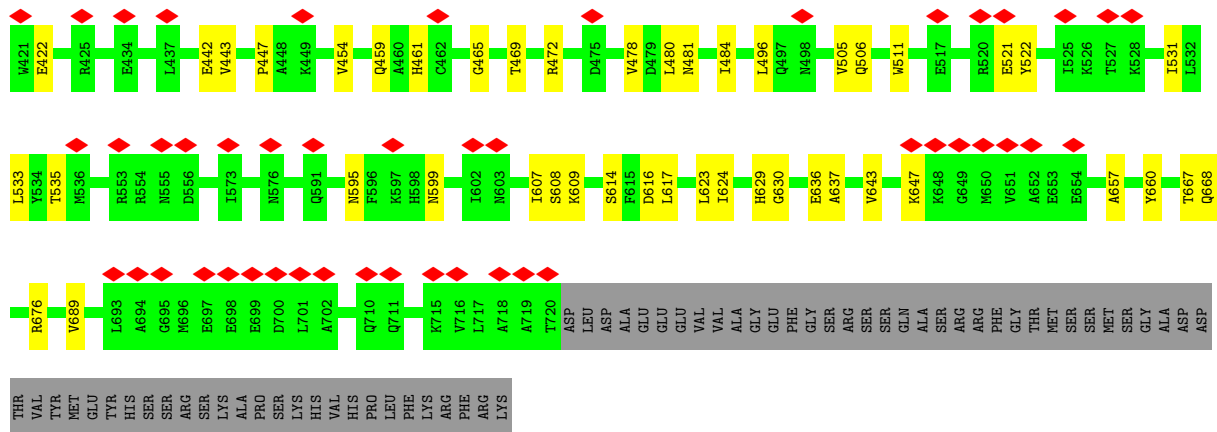 W421 E422 R425 E434 L437 E442 V443 P447 A448 K449 V454 Q459 A460 H461 C462 G465 T469 R472 D475 V478 D479 L480 N481 I484 L496 Q497 N498 V505 Q506 W511 E517 R520 E521 Y522 I525 K526 T527 K528 I531 L532
L533 Y534 T535 M536 R553 R554 N555 D556 I573 N576 Q591 N595 F596 K597 H598 N599 I602 N603 I607 S608 K609 S614 F615 D616 L617 L623 I624 H629 G630 E636 A637 V643 K647 K648 G649 M650 V651 A652 E653 E654 A657 Y660 T667 Q668
R676 V689 L693 A694 G695 M696 E697 E698 E699 D700 L701 A702 Q710 Q711 K715 V716 L717 A718 A719 T720 ASP LEU ASP ALA GLU GLU GLU VAL VAL ALA GLY GLU PHE GLY SER ARG SER SER GLN ALA SER ARG ARG PHE GLY THR MET SER SER MET SER GLY ALA ASP ASP
THR VAL TYR MET GLU TYR HIS SER SER ARG SER LYS ALA PRO SER LYS HIS VAL HIS PRO LEU PHE LYS ARG PHE ARG LYS